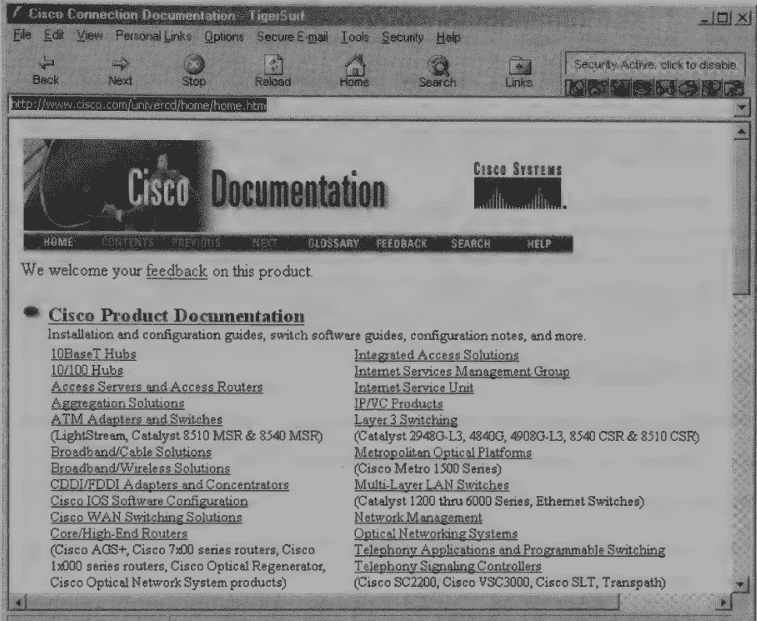 Cisco Connection Documentation - TigerSurf
File Edit View Personal Links Options Secure E-mail Tools Security Help
Back Next Stop Reload Home Search Links
Security Active: click to disable
http://www.cisco.com/univercd/home/home.htm
Cisco Documentation
CISCO SYSTEMS
HOME CONTENTS PREVIOUS NEXT GLOSSARY FEEDBACK SEARCH HELP
We welcome your feedback on this product.
Cisco Product Documentation
Installation and configuration guides, switch software guides, configuration notes, and more.
10BaseT Hubs
10/100 Hubs
Access Servers and Access Routers
Aggregation Solutions
ATM Adapters and Switches
(LightStream, Catalyst 8510 MSR & 8540 MSR)
Broadband/Cable Solutions
Broadband/Wireless Solutions
CDDI/FDDI Adapters and Concentrators
Cisco IOS Software Configuration
Cisco WAN Switching Solutions
Core/High-End Routers
(Cisco AGS+, Cisco 7x00 series routers, Cisco
1x000 series routers, Cisco Optical Regenerator,
Cisco Optical Network System products)
Integrated Access Solutions
Internet Services Management Group
Internet Service Unit
IP/VC Products
Layer 3 Switching
(Catalyst 2948G-L3, 4840G, 4908G-L3, 8540 CSR & 8510 CSR)
Metropolitan Optical Platforms
(Cisco Metro 1500 Series)
Multi-Layer LAN Switches
(Catalyst 1200 thru 6000 Series, Ethernet Switches)
Network Management
Optical Networking Systems
Telephony Applications and Programmable Switching
Telephony Signaling Controllers
(Cisco SC2200, Cisco VSC3000, Cisco SLT, Transpath)